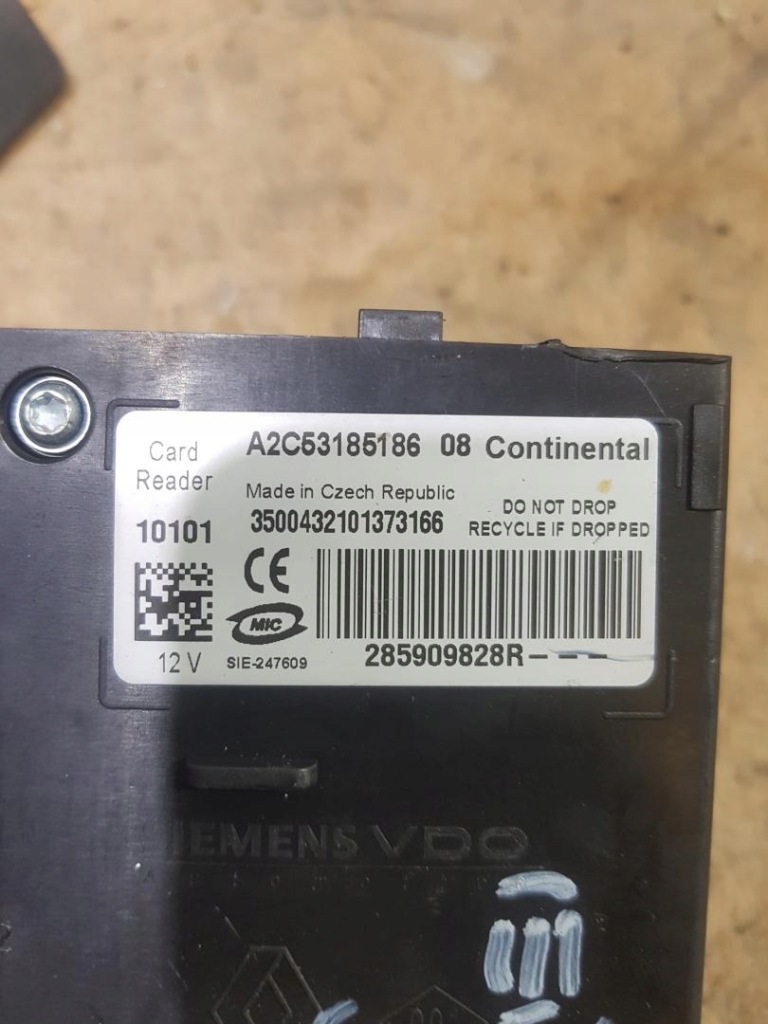 Card
Reader
A2C53185186 08 Continental
Made in Czech Republic
3500432101373166
DO NOT DROP
RECYCLE IF DROPPED
10101
CE
MIC
12 V
SIE-247609
285909828R---
SIEMENS VDO